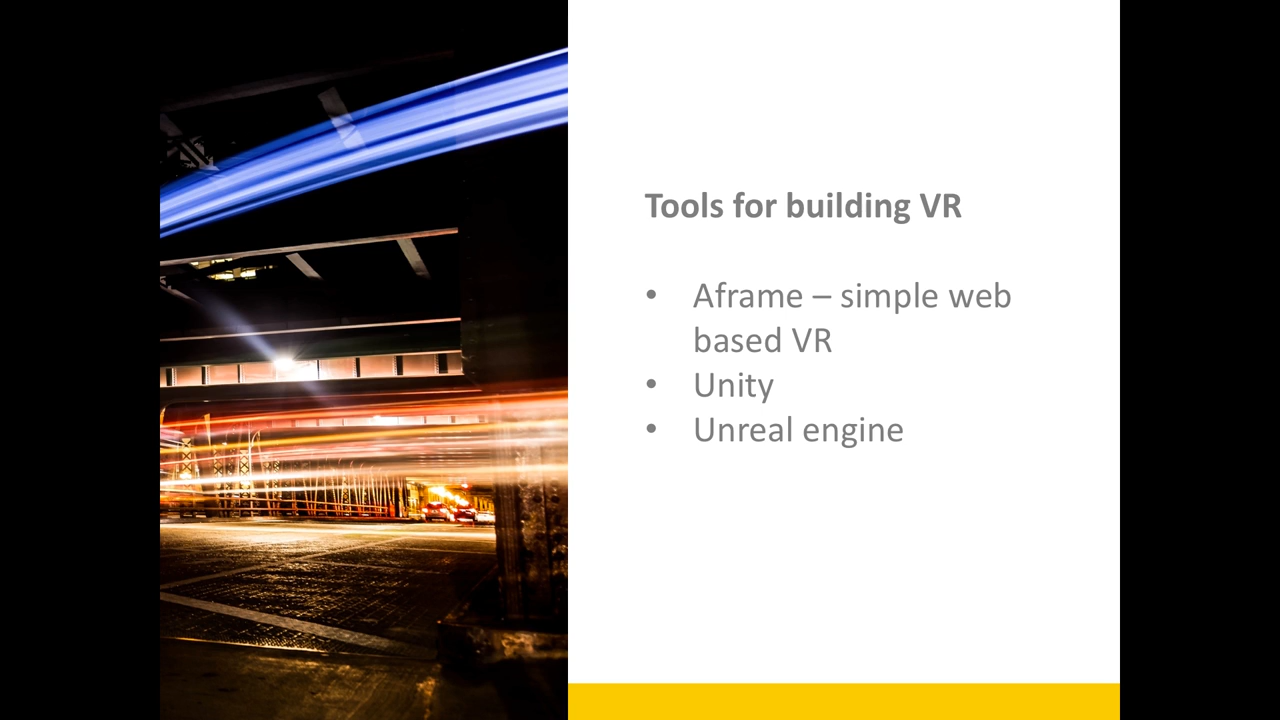 Tools for building VR
• Aframe – simple web
based VR
• Unity
• Unreal engine